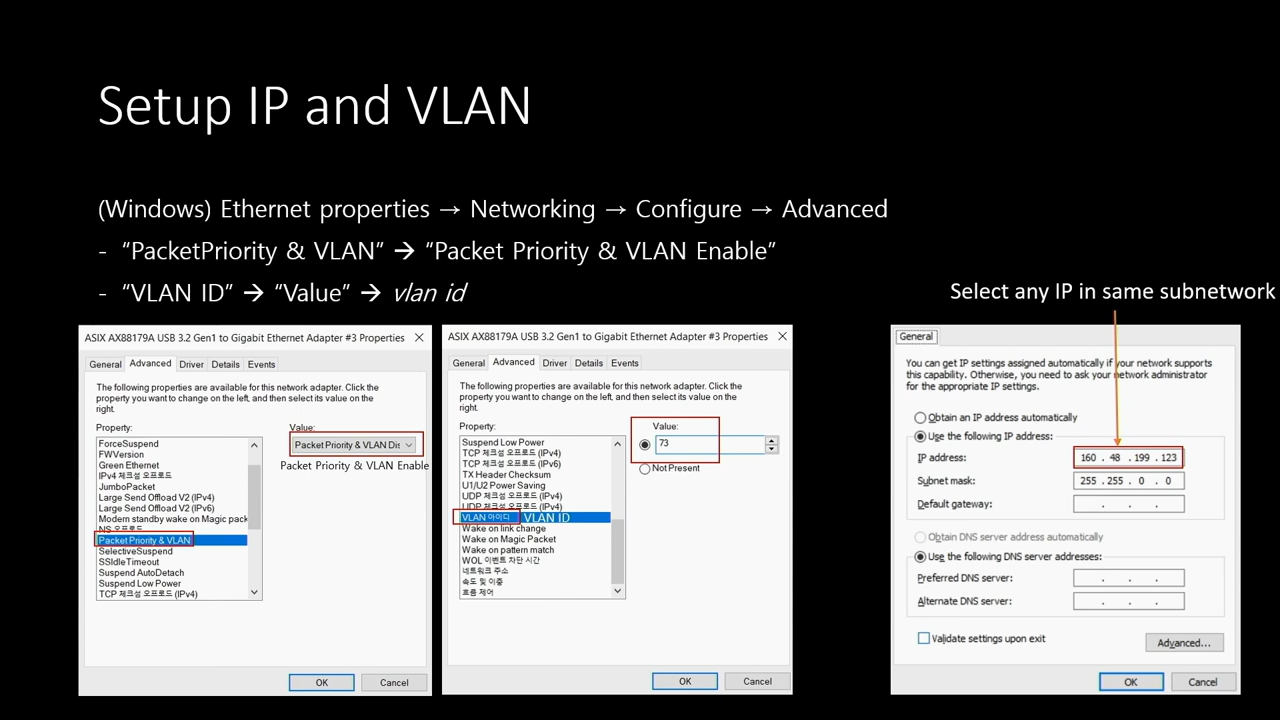 Setup IP and VLAN
(Windows) Ethernet properties → Networking → Configure → Advanced
- “PacketPriority & VLAN” → “Packet Priority & VLAN Enable”
- “VLAN ID” → “Value” → vlan id
Select any IP in same subnetwork
ASIX AX88179A USB 3.2 Gen1 to Gigabit Ethernet Adapter #3 Properties
General Advanced Driver Details Events
The following properties are available for this network adapter. Click the
property you want to change on the left, and then select its value on the
right.
Property:
Value:
ForceSuspend
FWVersion
Green Ethernet
IPv4 체크섬 오프로드
JumboPacket
Large Send Offload V2 (IPv4)
Large Send Offload V2 (IPv6)
Modern standby wake on Magic pack
NS 오프로드
Packet Priority & VLAN
SelectiveSuspend
SSIdleTimeout
Suspend AutoDetach
Suspend Low Power
TCP 체크섬 오프로드 (IPv4)
Packet Priority & VLAN Dis
Packet Priority & VLAN Enable
OK Cancel
ASIX AX88179A USB 3.2 Gen1 to Gigabit Ethernet Adapter #3 Properties
General Advanced Driver Details Events
The following properties are available for this network adapter. Click the
property you want to change on the left, and then select its value on the
right.
Property:
Value:
Suspend Low Power
TCP 체크섬 오프로드 (IPv4)
TCP 체크섬 오프로드 (IPv6)
TX Header Checksum
U1/U2 Power Saving
UDP 체크섬 오프로드 (IPv4)
UDP 체크섬 오프로드 (IPv6)
VLAN 아이디 VLAN ID
Wake on link change
Wake on Magic Packet
Wake on pattern match
WOL 이벤트 차단 시간
네트워크 주소
속도 및 이중
흐름 제어
73
Not Present
OK Cancel
General
You can get IP settings assigned automatically if your network supports
this capability. Otherwise, you need to ask your network administrator
for the appropriate IP settings.
Obtain an IP address automatically
Use the following IP address:
IP address: 160 . 48 . 199 . 123
Subnet mask: 255 . 255 . 0 . 0
Default gateway: . . .
Obtain DNS server address automatically
Use the following DNS server addresses:
Preferred DNS server: . . .
Alternate DNS server: . . .
Validate settings upon exit
Advanced...
OK Cancel